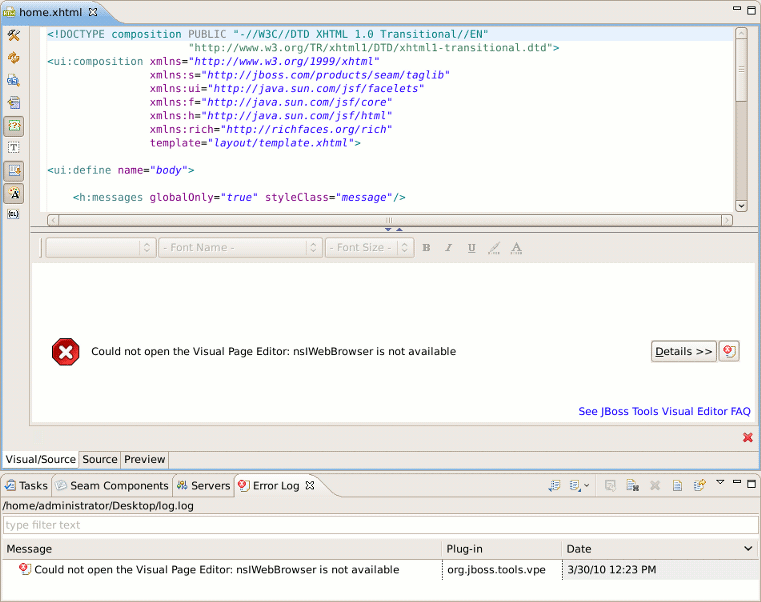 home.xhtml
<!DOCTYPE composition PUBLIC "-//W3C//DTD XHTML 1.0 Transitional//EN"
"http://www.w3.org/TR/xhtml1/DTD/xhtml1-transitional.dtd">
<ui:composition xmlns="http://www.w3.org/1999/xhtml"
xmlns:s="http://jboss.com/products/seam/taglib"
xmlns:ui="http://java.sun.com/jsf/facelets"
xmlns:f="http://java.sun.com/jsf/core"
xmlns:h="http://java.sun.com/jsf/html"
xmlns:rich="http://richfaces.org/rich"
template="layout/template.xhtml">
<ui:define name="body">
<h:messages globalOnly="true" styleClass="message"/>
- Font Name - - Font Size - B I U A
Could not open the Visual Page Editor: nsIWebBrowser is not available Details >>
See JBoss Tools Visual Editor FAQ
Visual/Source Source Preview
Tasks Seam Components Servers Error Log
/home/administrator/Desktop/log.log
type filter text
Message Plug-in Date
Could not open the Visual Page Editor: nsIWebBrowser is not available org.jboss.tools.vpe 3/30/10 12:23 PM